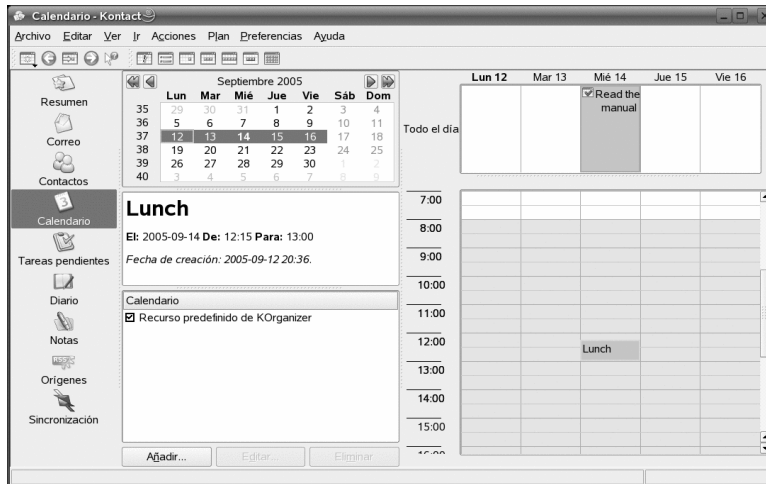 Calendario - Kontact
Archivo Editar Ver Ir Acciones Plan Preferencias Ayuda
Resumen
Correo
Contactos
3
Calendario
Tareas pendientes
Diario
Notas
Orígenes
Sincronización
Septiembre 2005
Lun Mar Mié Jue Vie Sáb Dom
35 29 30 31 1 2 3 4
36 5 6 7 8 9 10 11
37 12 13 14 15 16 17 18
38 19 20 21 22 23 24 25
39 26 27 28 29 30 1 2
40 3 4 5 6 7 8 9
Lunch
El: 2005-09-14 De: 12:15 Para: 13:00
Fecha de creación: 2005-09-12 20:36.
Calendario
Recurso predefinido de KOrganizer
Añadir... Editar... Eliminar
Lun 12 Mar 13 Mié 14 Jue 15 Vie 16
Todo el día
Read the
manual
7:00
8:00
9:00
10:00
11:00
12:00
Lunch
13:00
14:00
15:00
16:00